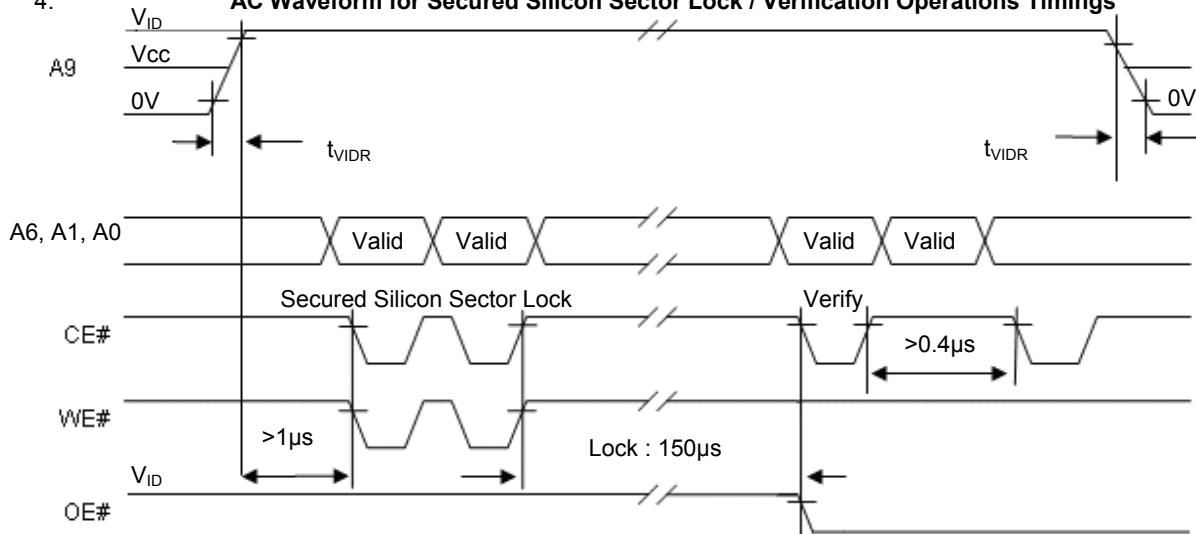 4. AC Waveform for Secured Silicon Sector Lock / Verification Operations Timings
VID
Vcc
A9
0V
0V
tVIDR
tVIDR
A6, A1, A0
Valid
Valid
Valid
Valid
Secured Silicon Sector Lock
Verify
CE#
>0.4µs
WE#
>1µs
Lock : 150µs
VID
OE#